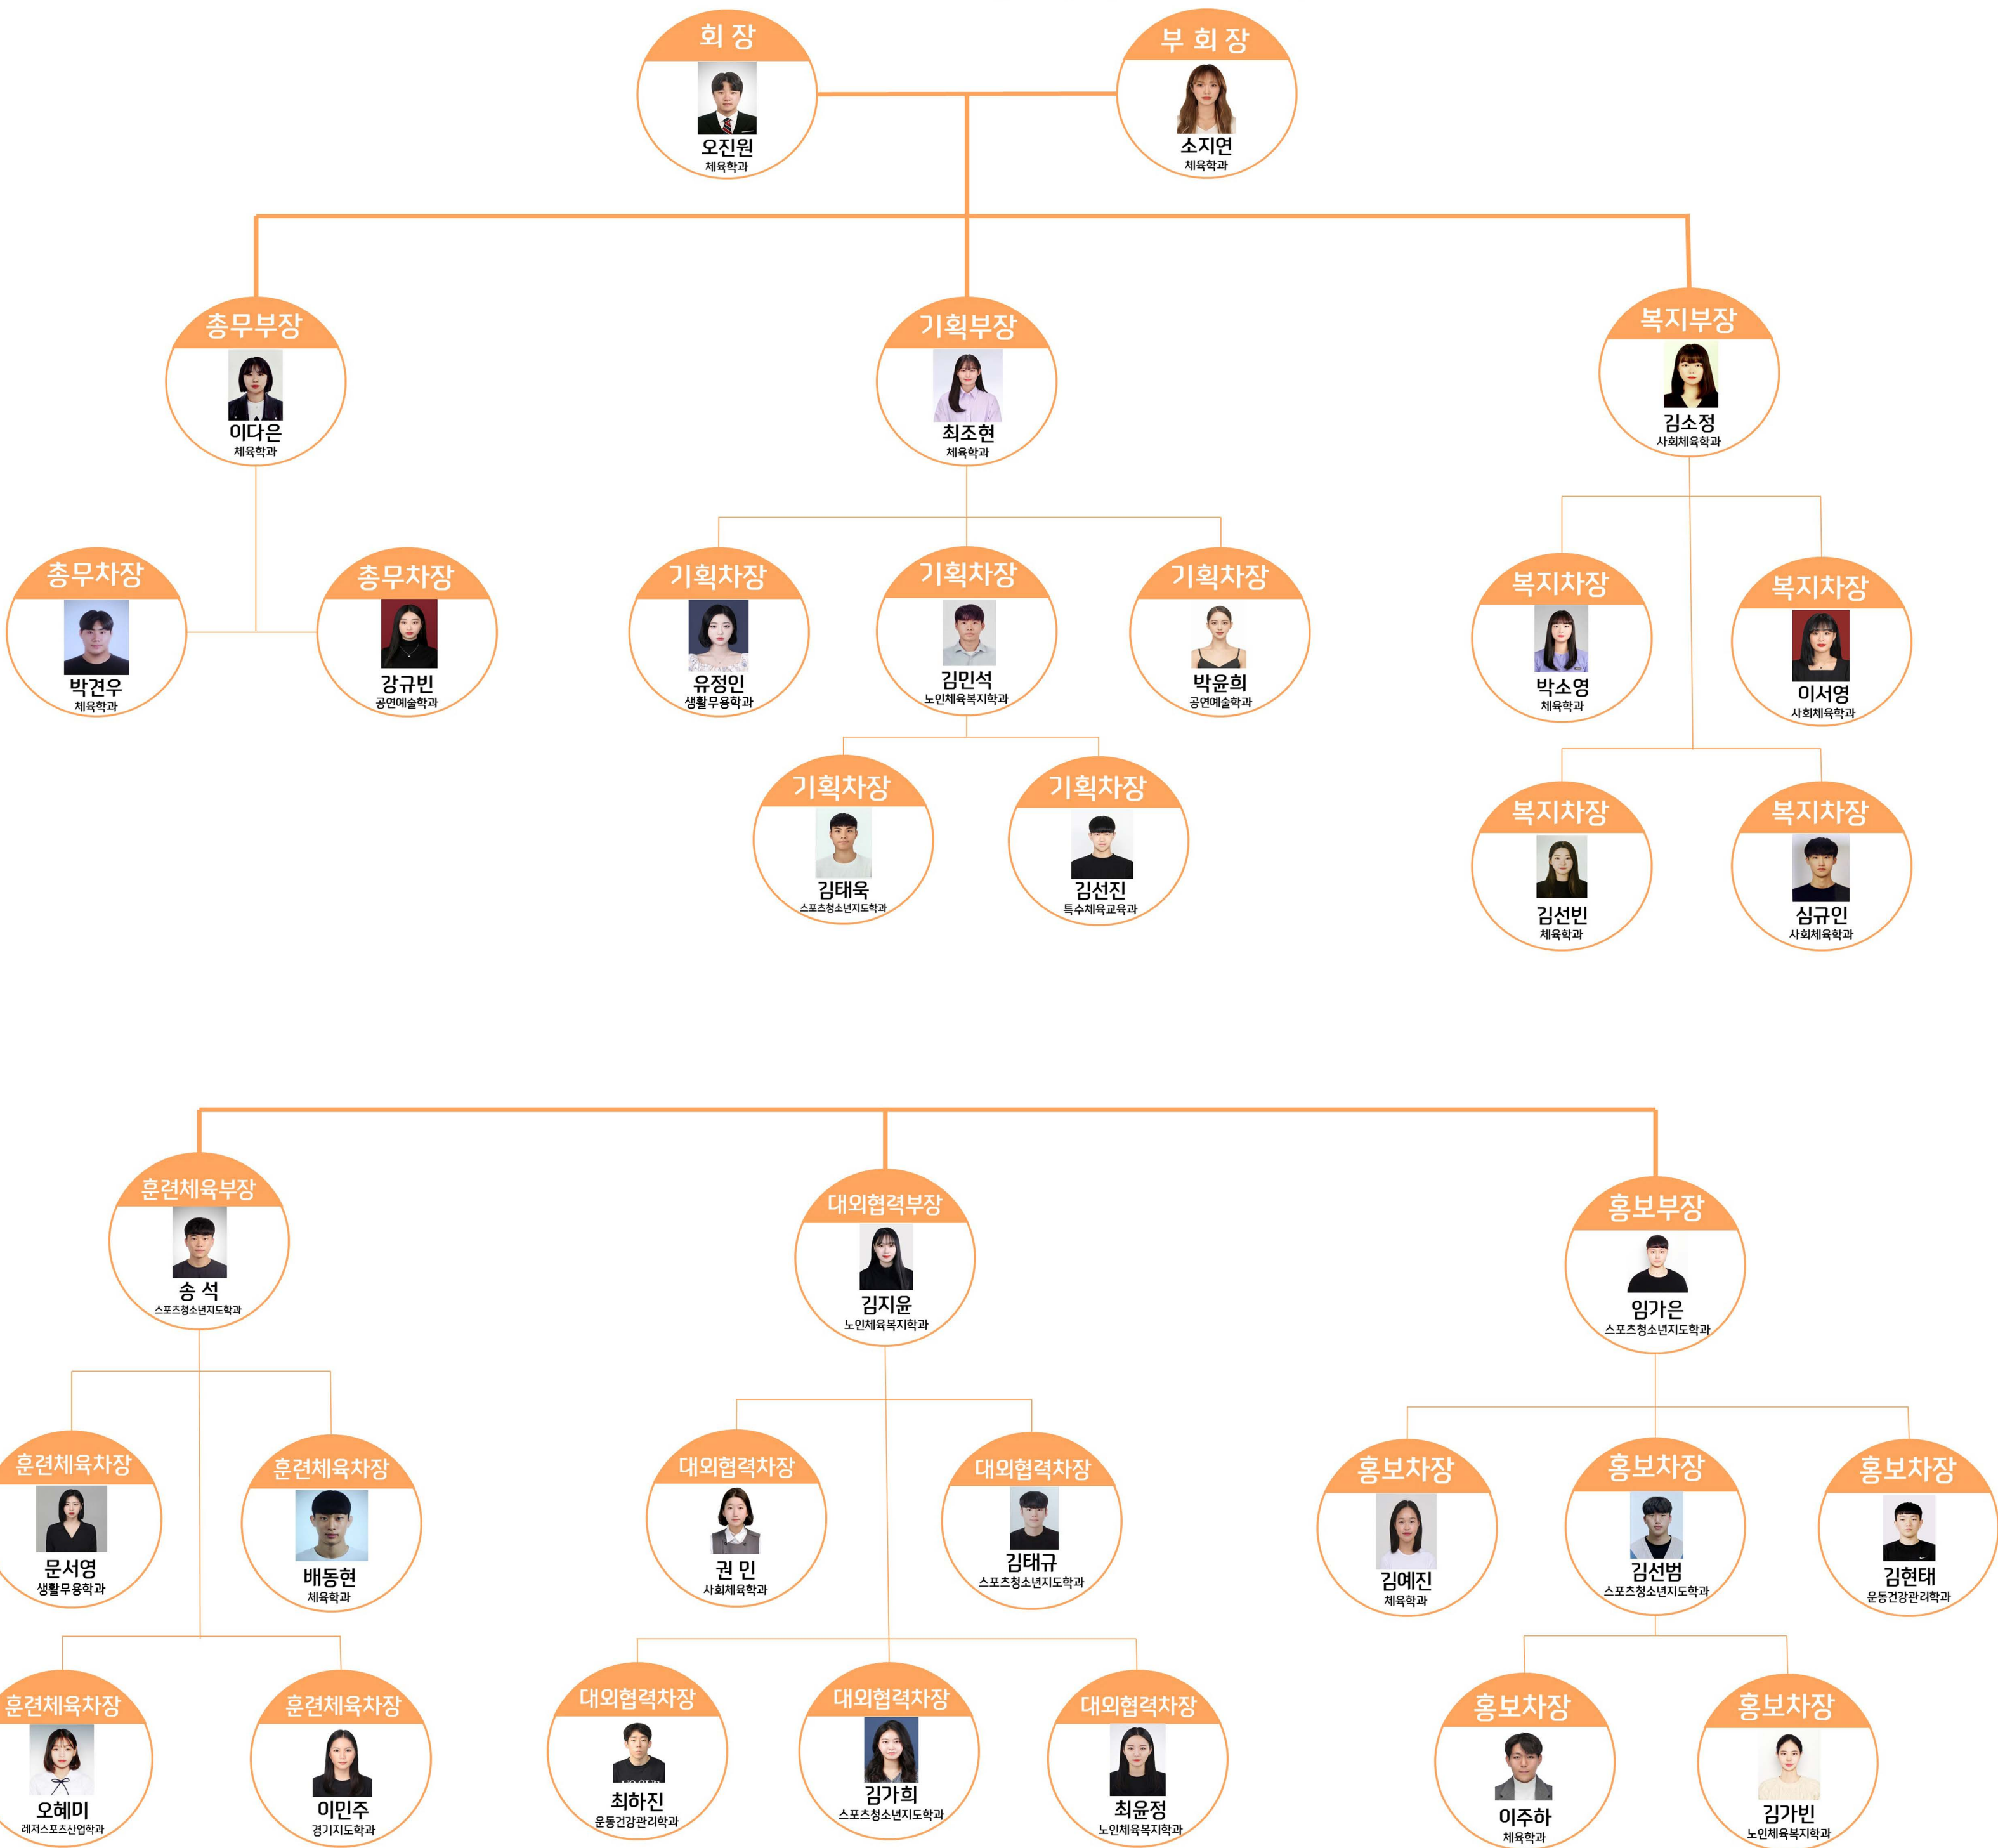 회 장
오진원
체육학과
부 회 장
소지연
체육학과
총무부장
이다은
체육학과
기획부장
최조현
체육학과
복지부장
김소정
사회체육학과
총무차장
박건우
체육학과
총무차장
강규빈
공연예술학과
기획차장
유정인
생활무용학과
기획차장
김민석
노인체육복지학과
기획차장
박윤희
공연예술학과
복지차장
박소영
체육학과
복지차장
이서영
사회체육학과
기획차장
김태욱
스포츠청소년지도학과
기획차장
김선진
특수체육교육과
복지차장
김선빈
체육학과
복지차장
심규인
사회체육학과
훈련체육부장
송 석
스포츠청소년지도학과
대외협력부장
김지윤
노인체육복지학과
홍보부장
임가은
스포츠청소년지도학과
훈련체육차장
문서영
생활무용학과
훈련체육차장
배동현
체육학과
대외협력차장
권 민
사회체육학과
대외협력차장
김태규
스포츠청소년지도학과
홍보차장
김예진
체육학과
홍보차장
김선범
스포츠청소년지도학과
홍보차장
김현태
운동건강관리학과
훈련체육차장
오혜미
레저스포츠산업학과
훈련체육차장
이민주
경기지도학과
대외협력차장
최하진
운동건강관리학과
대외협력차장
김가희
스포츠청소년지도학과
대외협력차장
최윤정
노인체육복지학과
홍보차장
이주하
체육학과
홍보차장
김가빈
노인체육복지학과